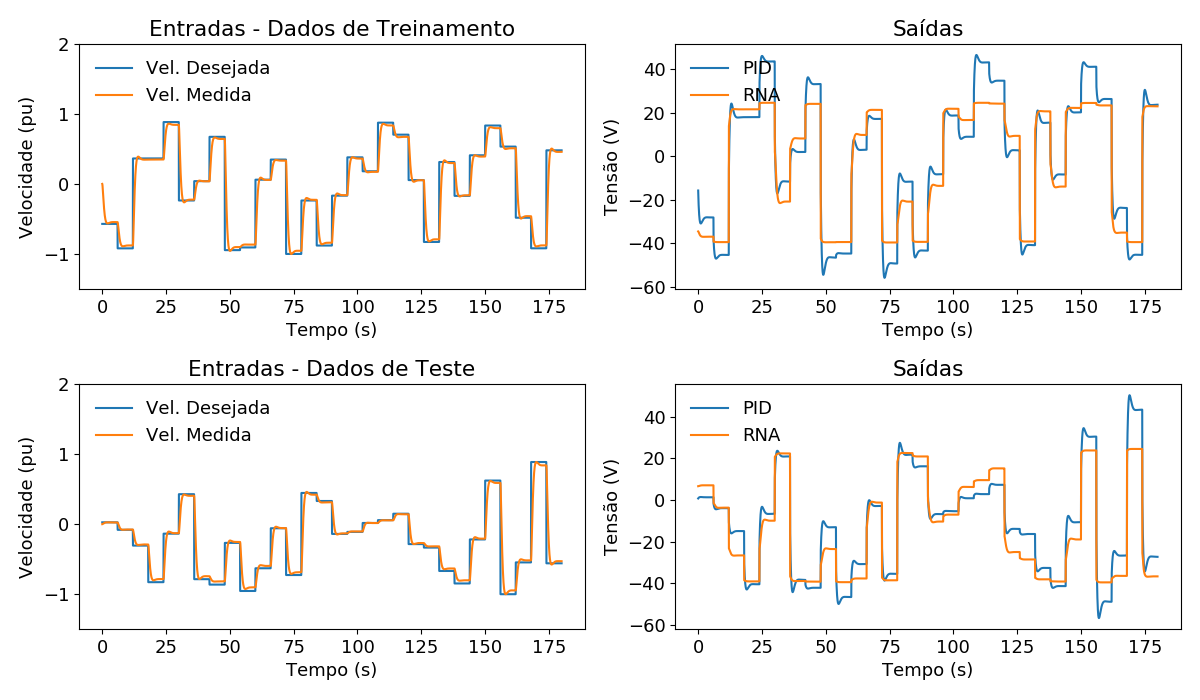 Entradas - Dados de Treinamento
2
1
0
−1
Velocidade (pu)
Vel. Desejada
Vel. Medida
0 25 50 75 100 125 150 175
Tempo (s)
Saídas
40
20
0
−20
−40
−60
Tensão (V)
PID
RNA
0 25 50 75 100 125 150 175
Tempo (s)
Entradas - Dados de Teste
2
1
0
−1
Velocidade (pu)
Vel. Desejada
Vel. Medida
0 25 50 75 100 125 150 175
Tempo (s)
Saídas
40
20
0
−20
−40
−60
Tensão (V)
PID
RNA
0 25 50 75 100 125 150 175
Tempo (s)